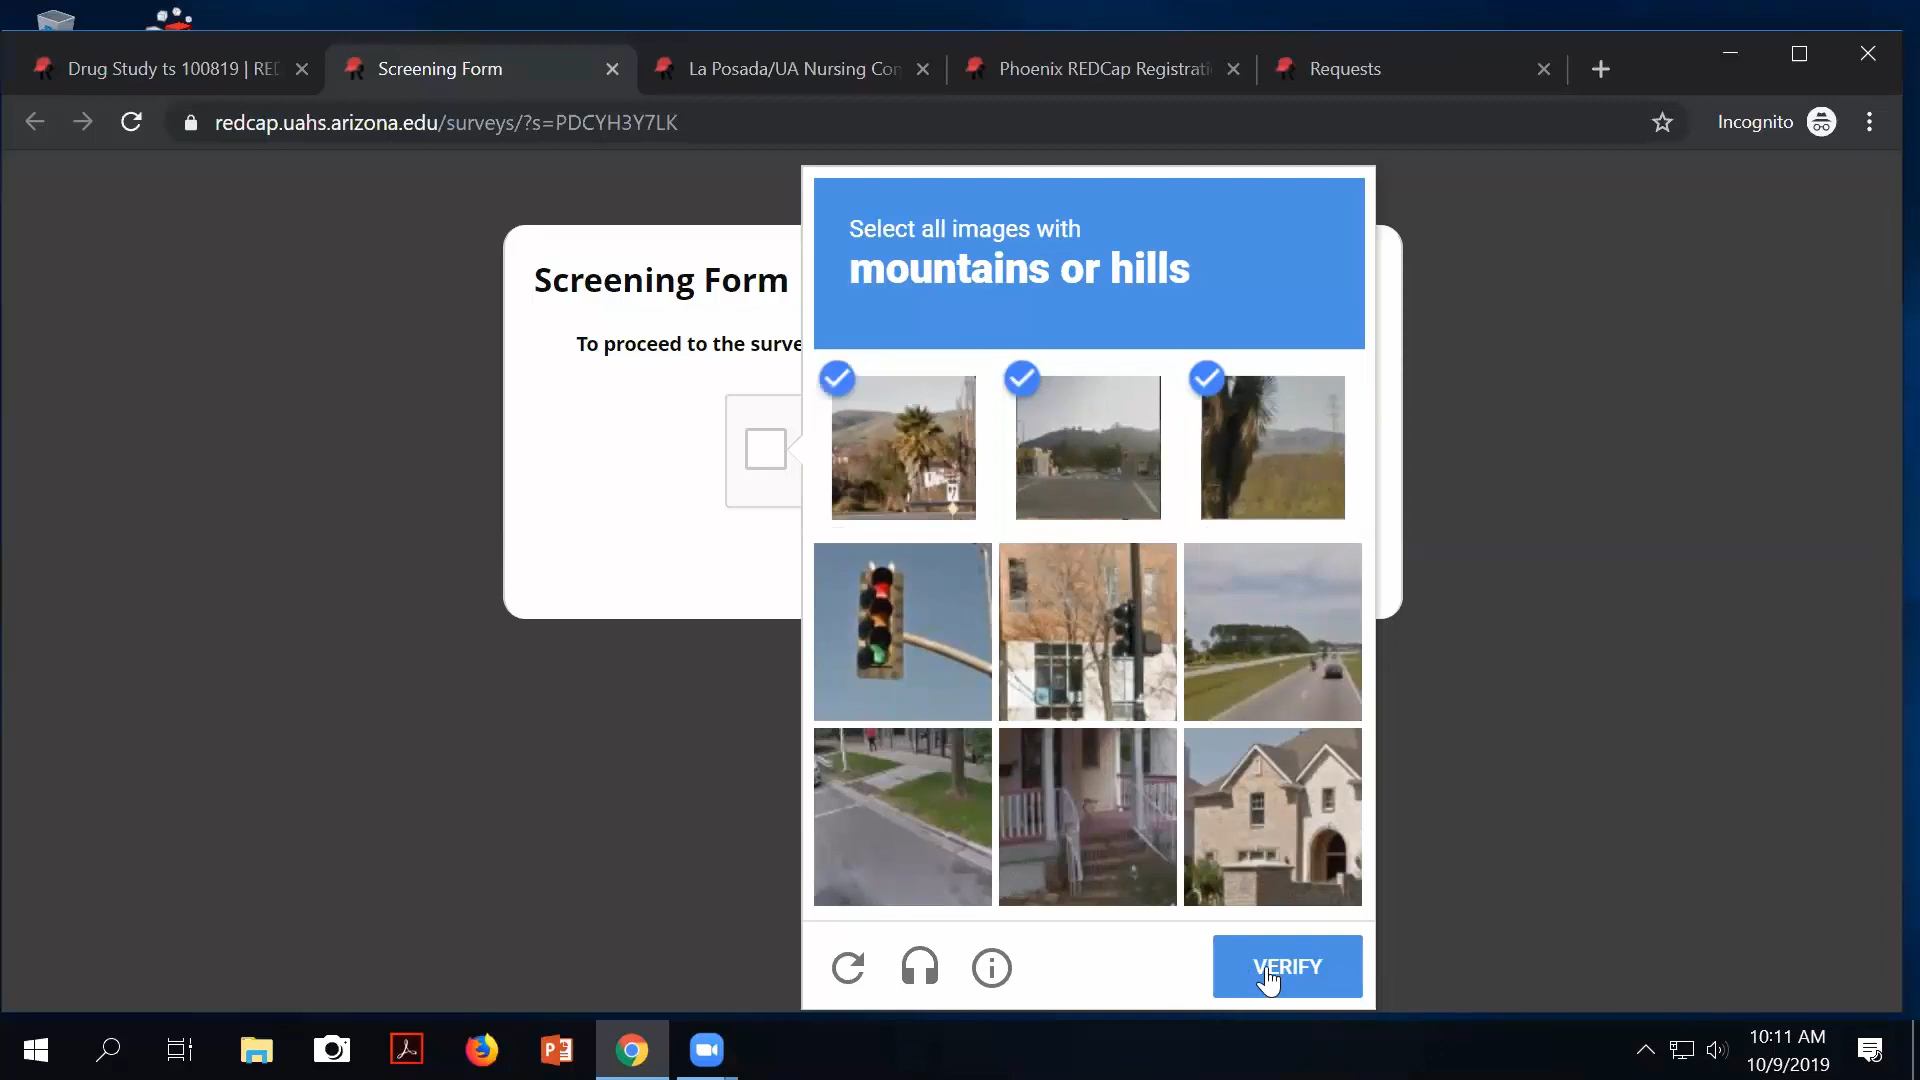 Drug Study ts 100819 | RED
Screening Form
La Posada/UA Nursing Con
Phoenix REDCap Registrati
Requests
redcap.uahs.arizona.edu/surveys/?s=PDCYH3Y7LK
Incognito
Select all images with
mountains or hills
Screening Form
To proceed to the surve
VERIFY
10:11 AM
10/9/2019